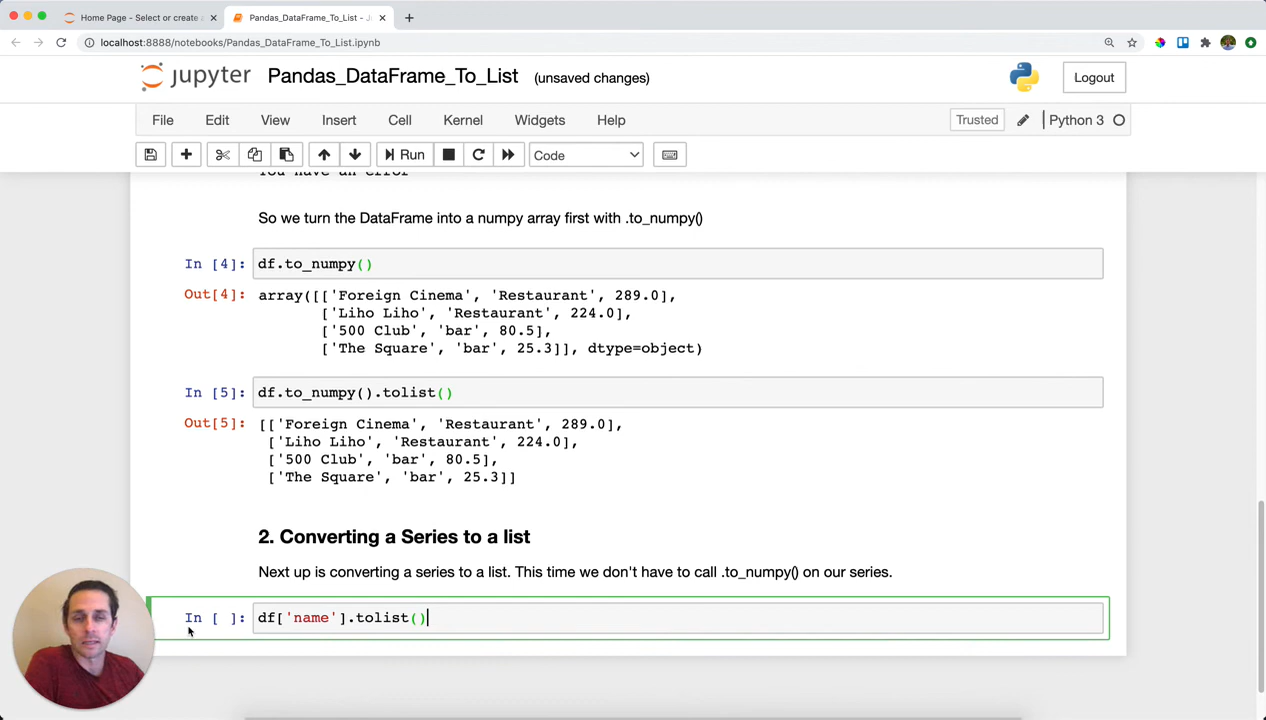 Home Page - Select or create a
Pandas_DataFrame_To_List - Ju
localhost:8888/notebooks/Pandas_DataFrame_To_List.ipynb
jupyter Pandas_DataFrame_To_List (unsaved changes) Logout
File Edit View Insert Cell Kernel Widgets Help Trusted Python 3
Run Code
You have an error
So we turn the DataFrame into a numpy array first with .to_numpy()
In [4]: df.to_numpy()
Out[4]: array([['Foreign Cinema', 'Restaurant', 289.0],
['Liho Liho', 'Restaurant', 224.0],
['500 Club', 'bar', 80.5],
['The Square', 'bar', 25.3]], dtype=object)
In [5]: df.to_numpy().tolist()
Out[5]: [['Foreign Cinema', 'Restaurant', 289.0],
['Liho Liho', 'Restaurant', 224.0],
['500 Club', 'bar', 80.5],
['The Square', 'bar', 25.3]]
2. Converting a Series to a list
Next up is converting a series to a list. This time we don't have to call .to_numpy() on our series.
In [ ]: df['name'].tolist()